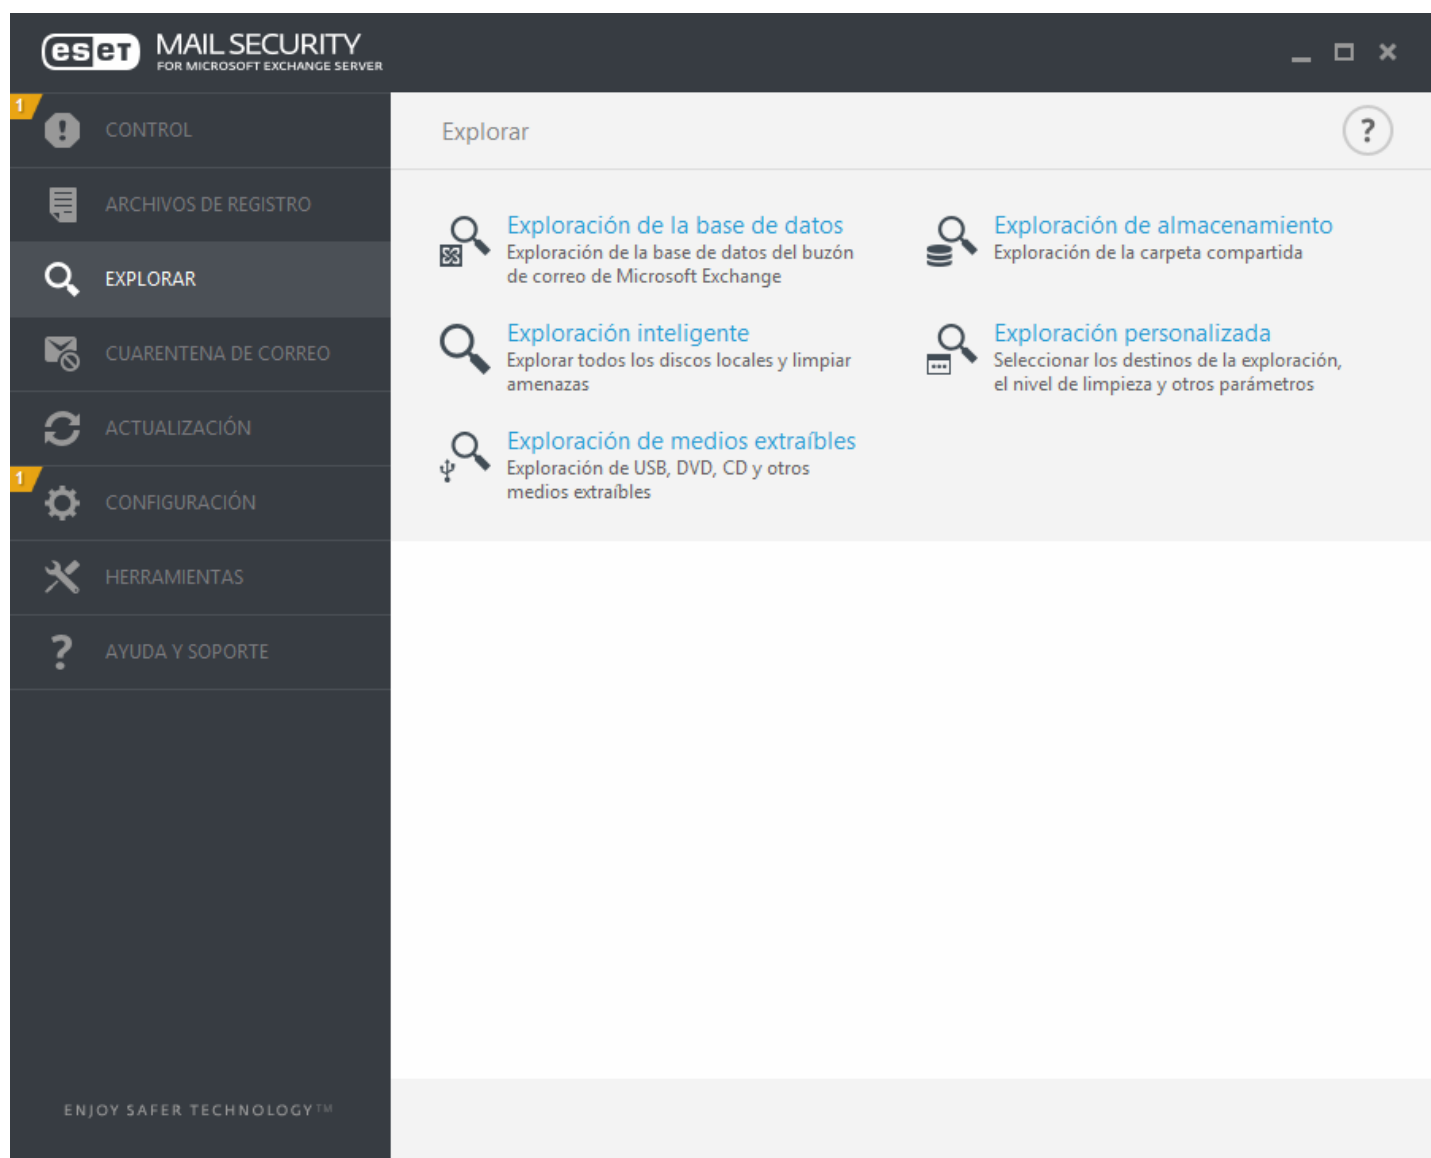 eset MAIL SECURITY
FOR MICROSOFT EXCHANGE SERVER
1
CONTROL
ARCHIVOS DE REGISTRO
EXPLORAR
CUARENTENA DE CORREO
ACTUALIZACIÓN
1
CONFIGURACIÓN
HERRAMIENTAS
? AYUDA Y SOPORTE
ENJOY SAFER TECHNOLOGY™
Explorar
?
Exploración de la base de datos
Exploración de la base de datos del buzón
de correo de Microsoft Exchange
Exploración de almacenamiento
Exploración de la carpeta compartida
Exploración inteligente
Explorar todos los discos locales y limpiar
amenazas
Exploración personalizada
Seleccionar los destinos de la exploración,
el nivel de limpieza y otros parámetros
Exploración de medios extraíbles
Exploración de USB, DVD, CD y otros
medios extraíbles